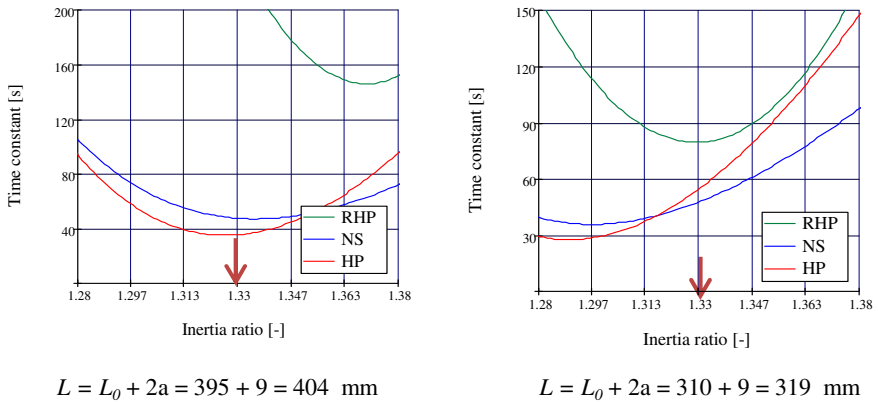 200
160
120
80
40
Time constant [s]
RHP
NS
HP
1.28 1.297 1.313 1.33 1.347 1.363 1.38
Inertia ratio [-]
L = L0 + 2a = 395 + 9 = 404 mm
150
120
90
60
30
Time constant [s]
RHP
NS
HP
1.28 1.297 1.313 1.33 1.347 1.363 1.38
Inertia ratio [-]
L = L0 + 2a = 310 + 9 = 319 mm